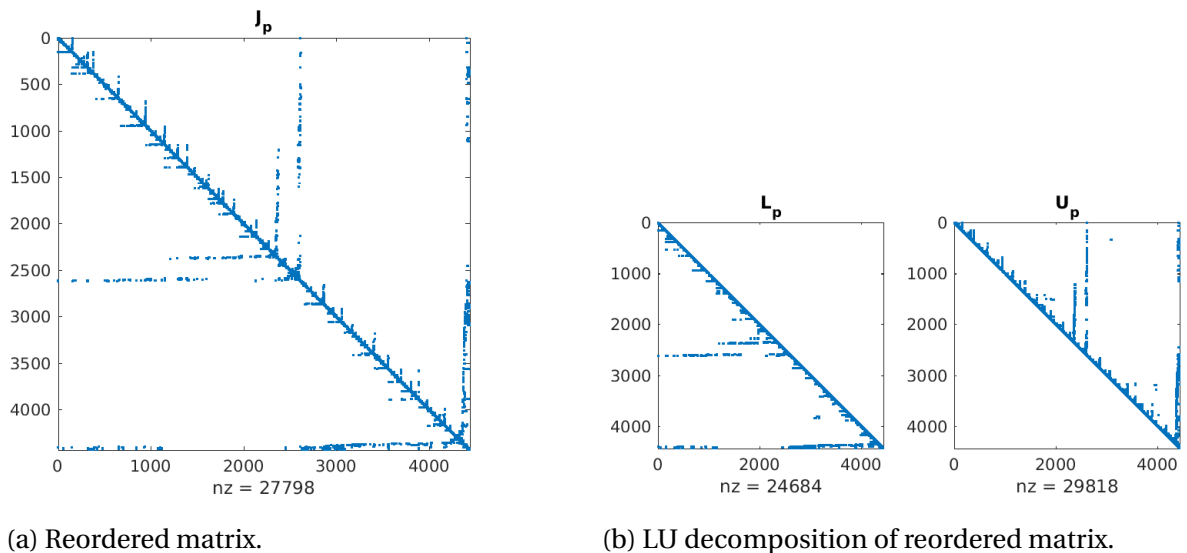 J_p
0
500
1000
1500
2000
2500
3000
3500
4000
0 1000 2000 3000 4000
nz = 27798
L_p
0
1000
2000
3000
4000
0 2000 4000
nz = 24684
U_p
0
1000
2000
3000
4000
0 2000 4000
nz = 29818
(a) Reordered matrix.
(b) LU decomposition of reordered matrix.